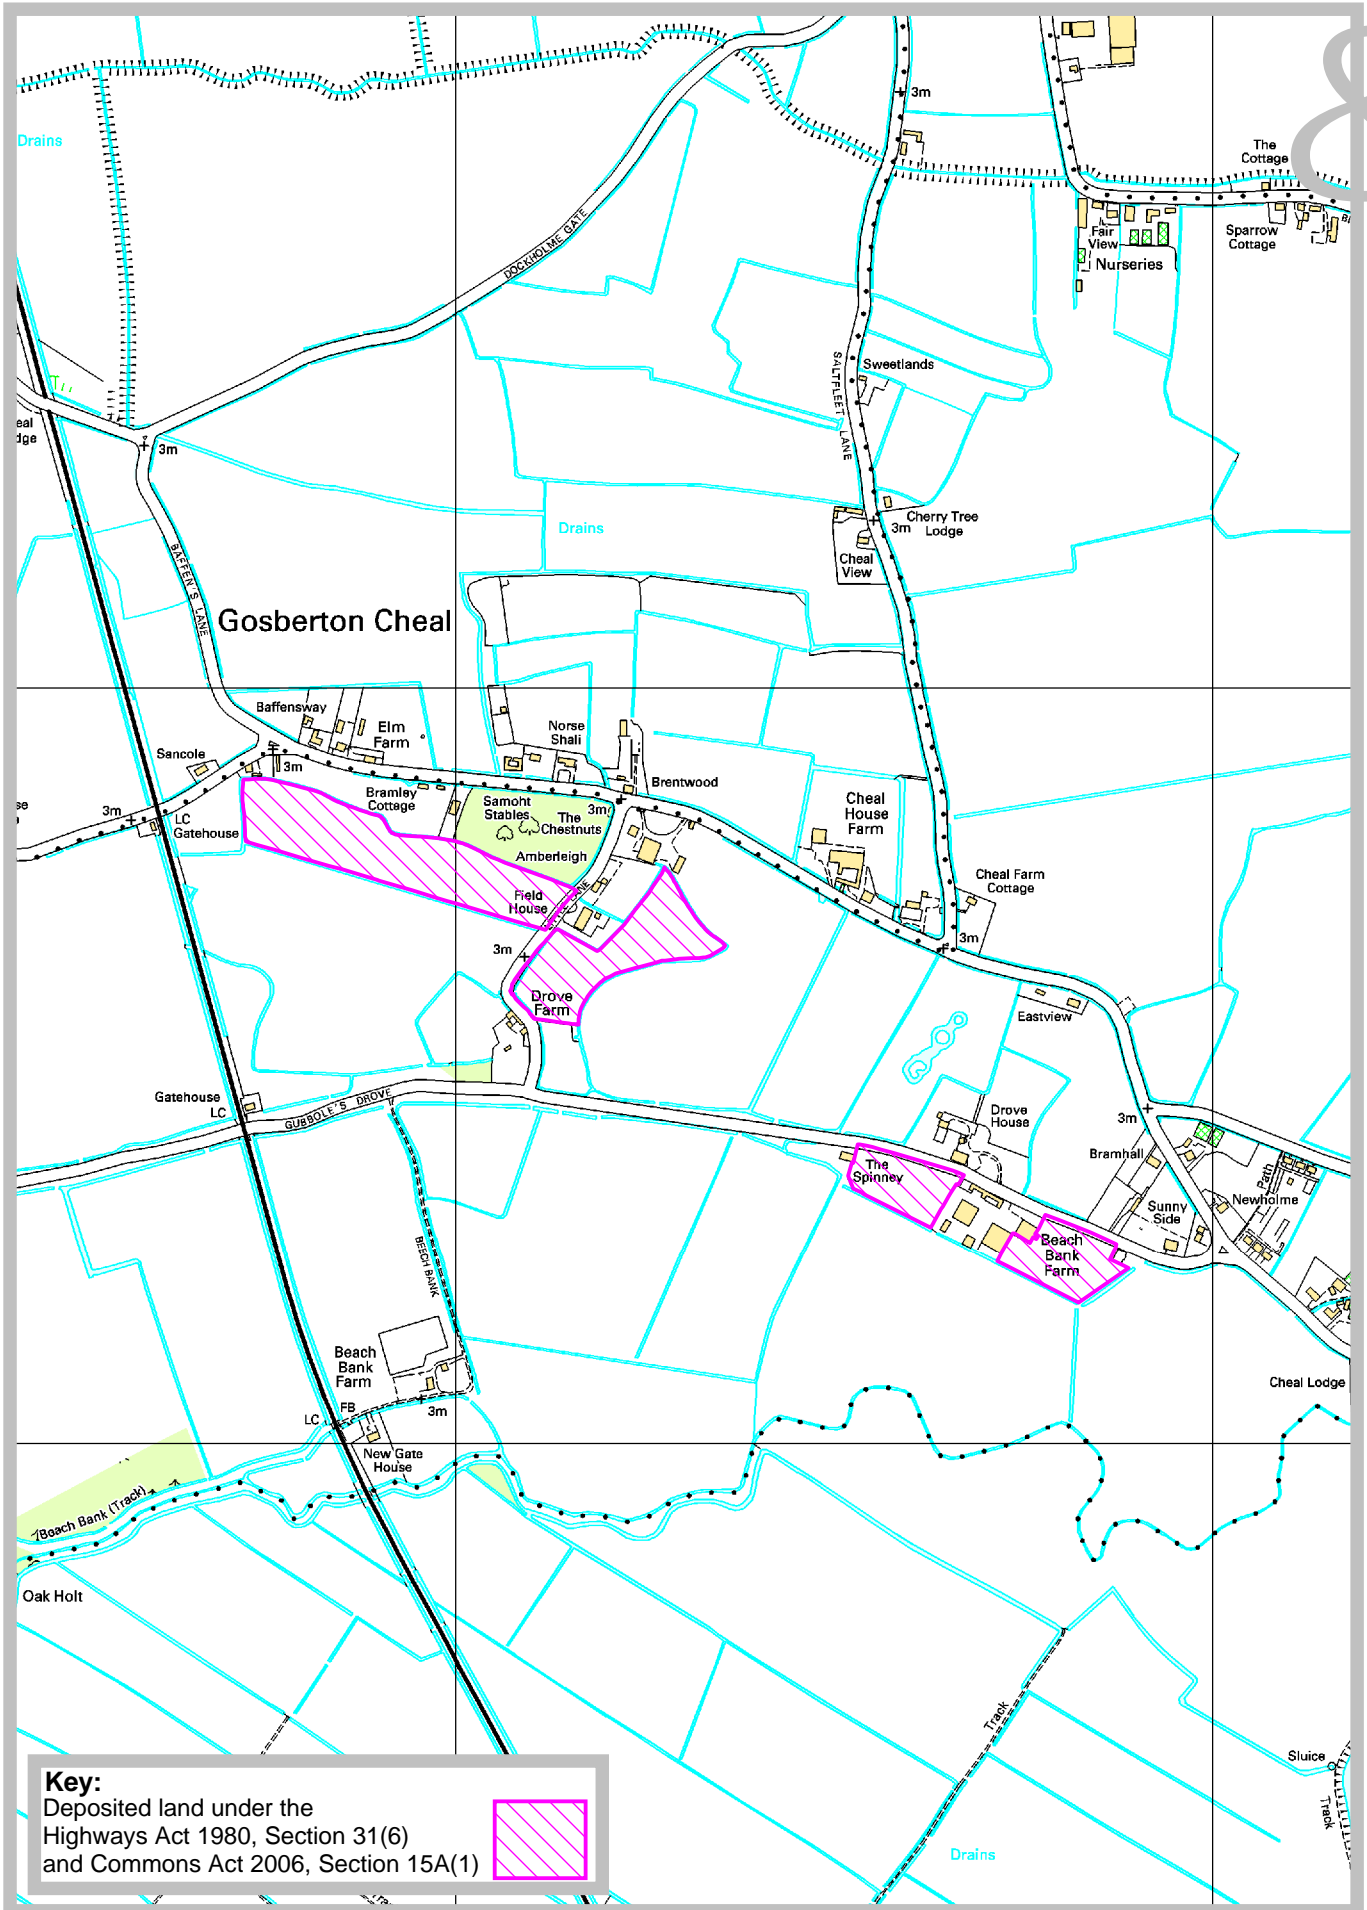 &
3m
Drains
The
Cottage
DOCKHOLME GATE
Fair
View
Nurseries
Sparrow
Cottage
SALTFLEET LANE
Sweetlands
eal
dge
3m
Drains
3m
Cherry Tree
Lodge
Cheal
View
BAFFEN'S LANE
Gosberton Cheal
Baffensway
Elm
Farm
Norse
Shali
Sancole
3m
Brentwood
Bramley
Cottage
Samoht
Stables
The
Chestnuts
3m
Cheal
House
Farm
se
3m
LC
Gatehouse
Amberleigh
Cheal Farm
Cottage
Field
House
3m
3m
Drove
Farm
Eastview
Gatehouse
LC
GUBBOLE'S DROVE
Drove
House
3m
Bramhall
The
Spinney
Path
Newholme
Sunny
Side
BEECH BANK
Beach
Bank
Farm
Beach
Bank
Farm
Cheal Lodge
FB
LC
3m
New Gate
House
Beach Bank (Track)
Oak Holt
Track
Sluice
Track
Drains
Key:
Deposited land under the
Highways Act 1980, Section 31(6)
and Commons Act 2006, Section 15A(1)